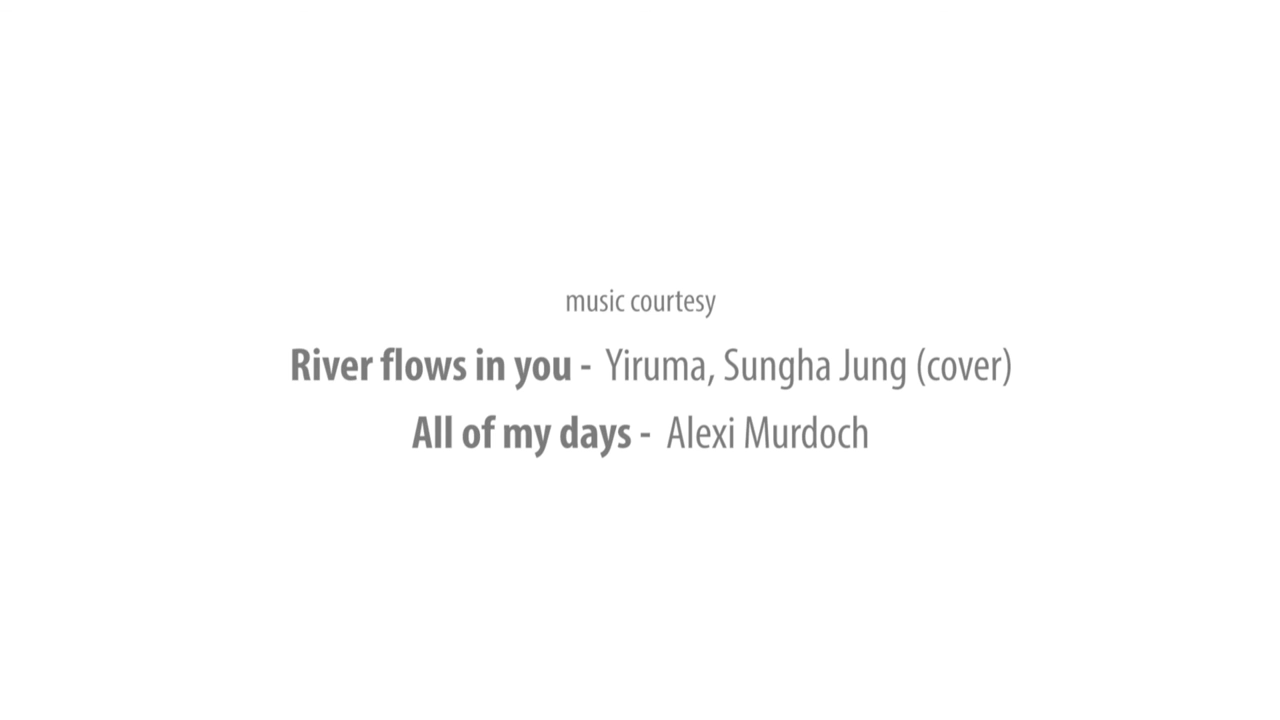 music courtesy
River flows in you - Yiruma, Sungha Jung (cover)
All of my days - Alexi Murdoch